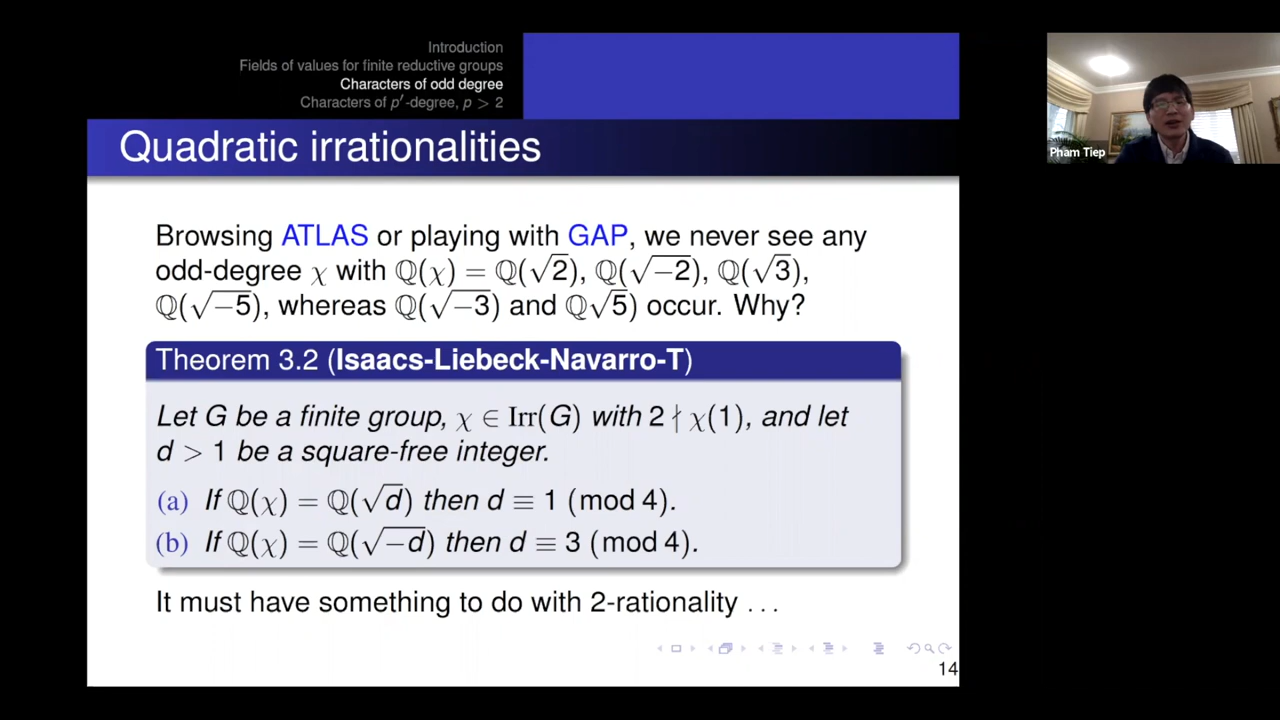 Introduction
Fields of values for finite reductive groups
Characters of odd degree
Characters of p′-degree, p > 2
Quadratic irrationalities
Browsing ATLAS or playing with GAP, we never see any
odd-degree χ with ℚ(χ) = ℚ(√2), ℚ(√−2), ℚ(√3),
ℚ(√−5), whereas ℚ(√−3) and ℚ√5) occur. Why?
Theorem 3.2 (Isaacs-Liebeck-Navarro-T)
Let G be a finite group, χ ∈ Irr(G) with 2 ∤ χ(1), and let
d > 1 be a square-free integer.
(a) If ℚ(χ) = ℚ(√d) then d ≡ 1 (mod 4).
(b) If ℚ(χ) = ℚ(√−d) then d ≡ 3 (mod 4).
It must have something to do with 2-rationality . . .
14
Pham Tiep